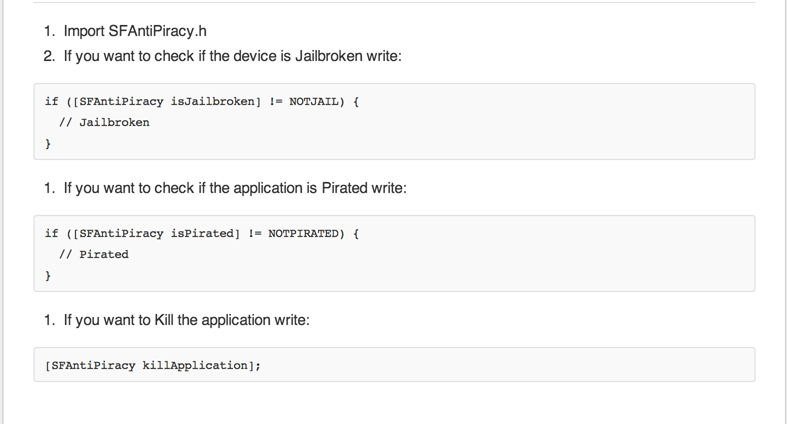 1. Import SFAntiPiracy.h
2. If you want to check if the device is Jailbroken write:
if ([SFAntiPiracy isJailbroken] != NOTJAIL) {
  // Jailbroken
}
1. If you want to check if the application is Pirated write:
if ([SFAntiPiracy isPirated] != NOTPIRATED) {
  // Pirated
}
1. If you want to Kill the application write:
[SFAntiPiracy killApplication];